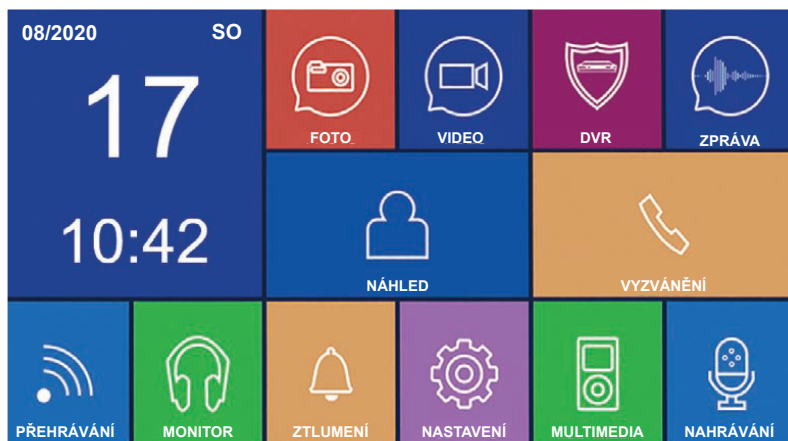 08/2020 SO
17
10:42
FOTO
VIDEO
DVR
ZPRÁVA
NÁHLED
VYZVÁNĚNÍ
PŘEHRÁVÁNÍ
MONITOR
ZTLUMENÍ
NASTAVENÍ
MULTIMEDIA
NAHRÁVÁNÍ